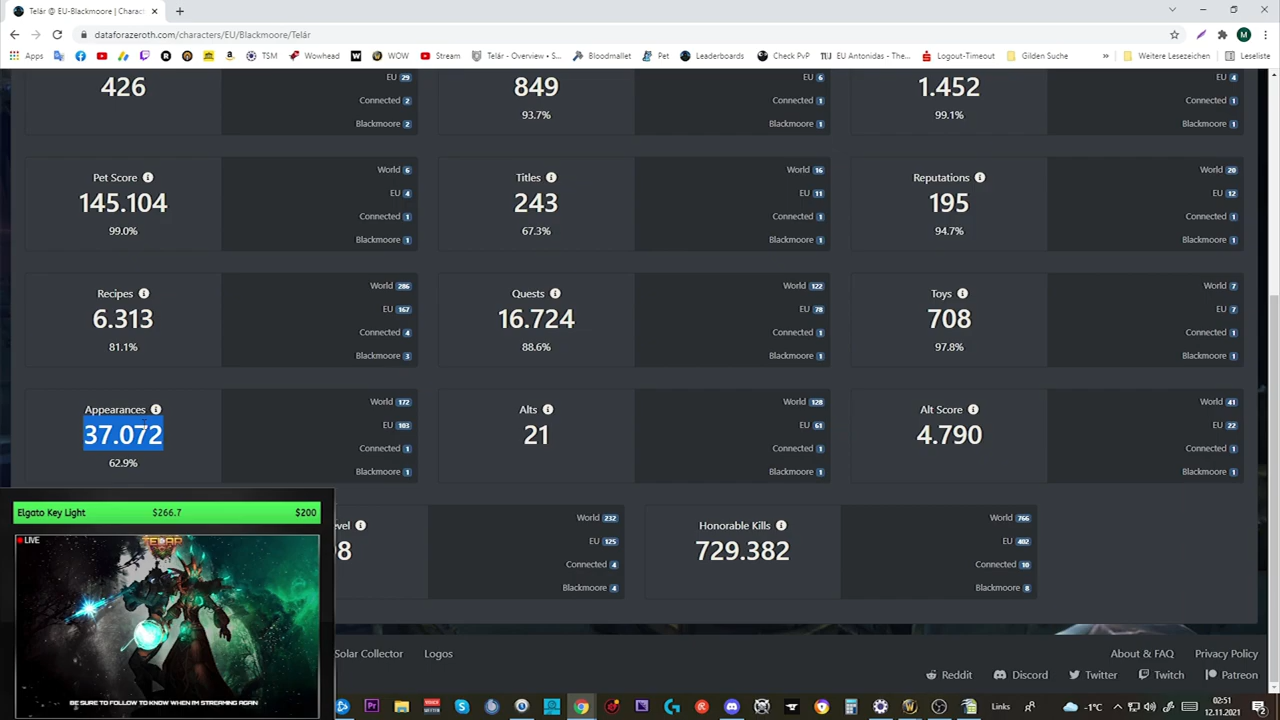 Telár @ EU-Blackmoore | Charact
dataforazeroth.com/characters/EU/Blackmoore/Telár
Apps
TSM
Wowhead
WOW
Stream
Telár - Overview « S...
Bloodmallet
Pet
Leaderboards
Check PvP
EU Antonidas - The...
Logout-Timeout
Gilden Suche
»
Weitere Lesezeichen
Leseliste
426
EU 29
Connected 2
Blackmoore 2
849
93.7%
EU 6
Connected 1
Blackmoore 1
1.452
99.1%
EU 4
Connected 1
Blackmoore 1
Pet Score
145.104
99.0%
World 6
EU 4
Connected 1
Blackmoore 1
Titles
243
67.3%
World 16
EU 11
Connected 1
Blackmoore 1
Reputations
195
94.7%
World 20
EU 12
Connected 1
Blackmoore 1
Recipes
6.313
81.1%
World 286
EU 167
Connected 4
Blackmoore 3
Quests
16.724
88.6%
World 122
EU 78
Connected 1
Blackmoore 1
Toys
708
97.8%
World 7
EU 7
Connected 1
Blackmoore 1
Appearances
37.072
62.9%
World 172
EU 103
Connected 1
Blackmoore 1
Alts
21
World 128
EU 61
Connected 1
Blackmoore 1
Alt Score
4.790
World 41
EU 22
Connected 1
Blackmoore 1
vel
8
World 232
EU 125
Connected 4
Blackmoore 4
Honorable Kills
729.382
World 766
EU 402
Connected 10
Blackmoore 8
Elgato Key Light $266.7 $200
LIVE
TELAR
BE SURE TO FOLLOW TO KNOW WHEN I'M STREAMING AGAIN
Solar Collector
Logos
About & FAQ
Privacy Policy
Reddit
Discord
Twitter
Twitch
Patreon
Links
-1°C
02:51
12.11.2021